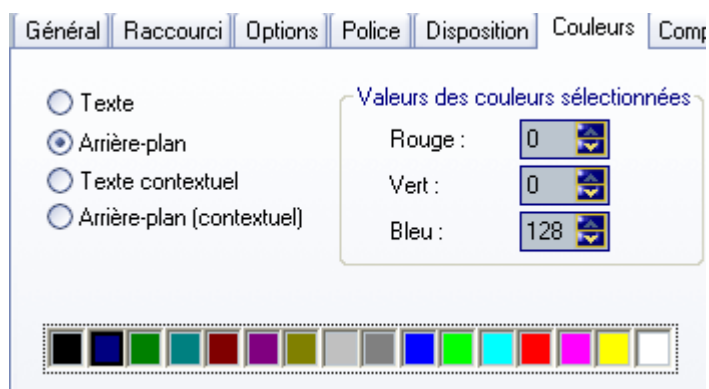 Général Raccourci Options Police Disposition Couleurs Comp
Texte
Arrière-plan
Texte contextuel
Arrière-plan (contextuel)
Valeurs des couleurs sélectionnées
Rouge : 0
Vert : 0
Bleu : 128